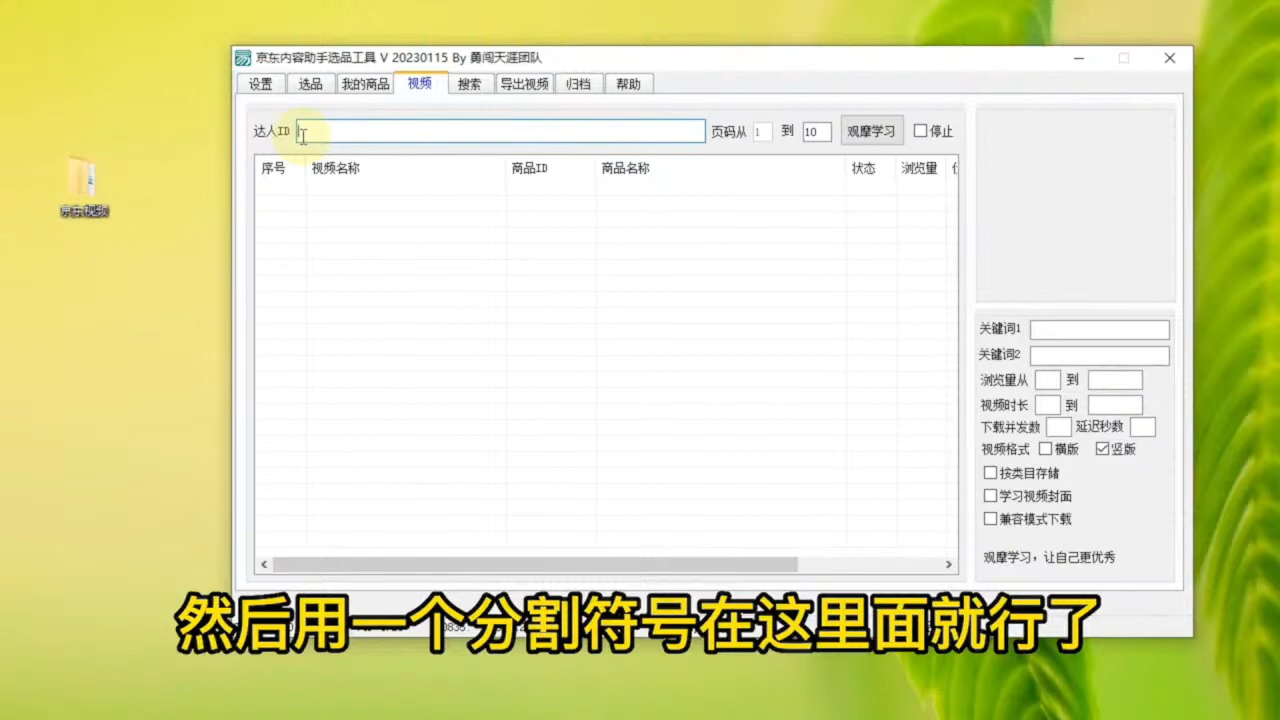 京东内容助手选品工具 V 20230115 By 勇闯天涯团队
设置 选品 我的商品 视频 搜索 导出视频 归档 帮助
达人ID 页码从 1 到 10 观摩学习 停止
序号 视频名称 商品ID 商品名称 状态 浏览量
京东视频
关键词1
关键词2
浏览量从 到
视频时长 到
下载并发数 延迟秒数
视频格式 横版 竖版
按类目存储
学习视频封面
兼容模式下载
观摩学习，让自己更优秀
然后用一个分割符号在这里面就行了